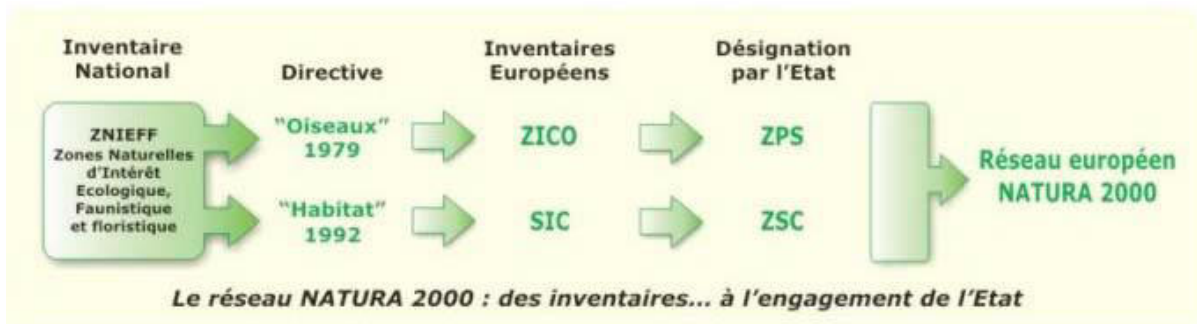 Inventaire
National
Directive
Inventaires
Européens
Désignation
par l'Etat
ZNIEFF
Zones Naturelles
d'Intérêt
Ecologique,
Faunistique
et floristique
"Oiseaux"
1979
ZICO
ZPS
"Habitat"
1992
SIC
ZSC
Réseau européen
NATURA 2000
Le réseau NATURA 2000 : des inventaires... à l'engagement de l'Etat